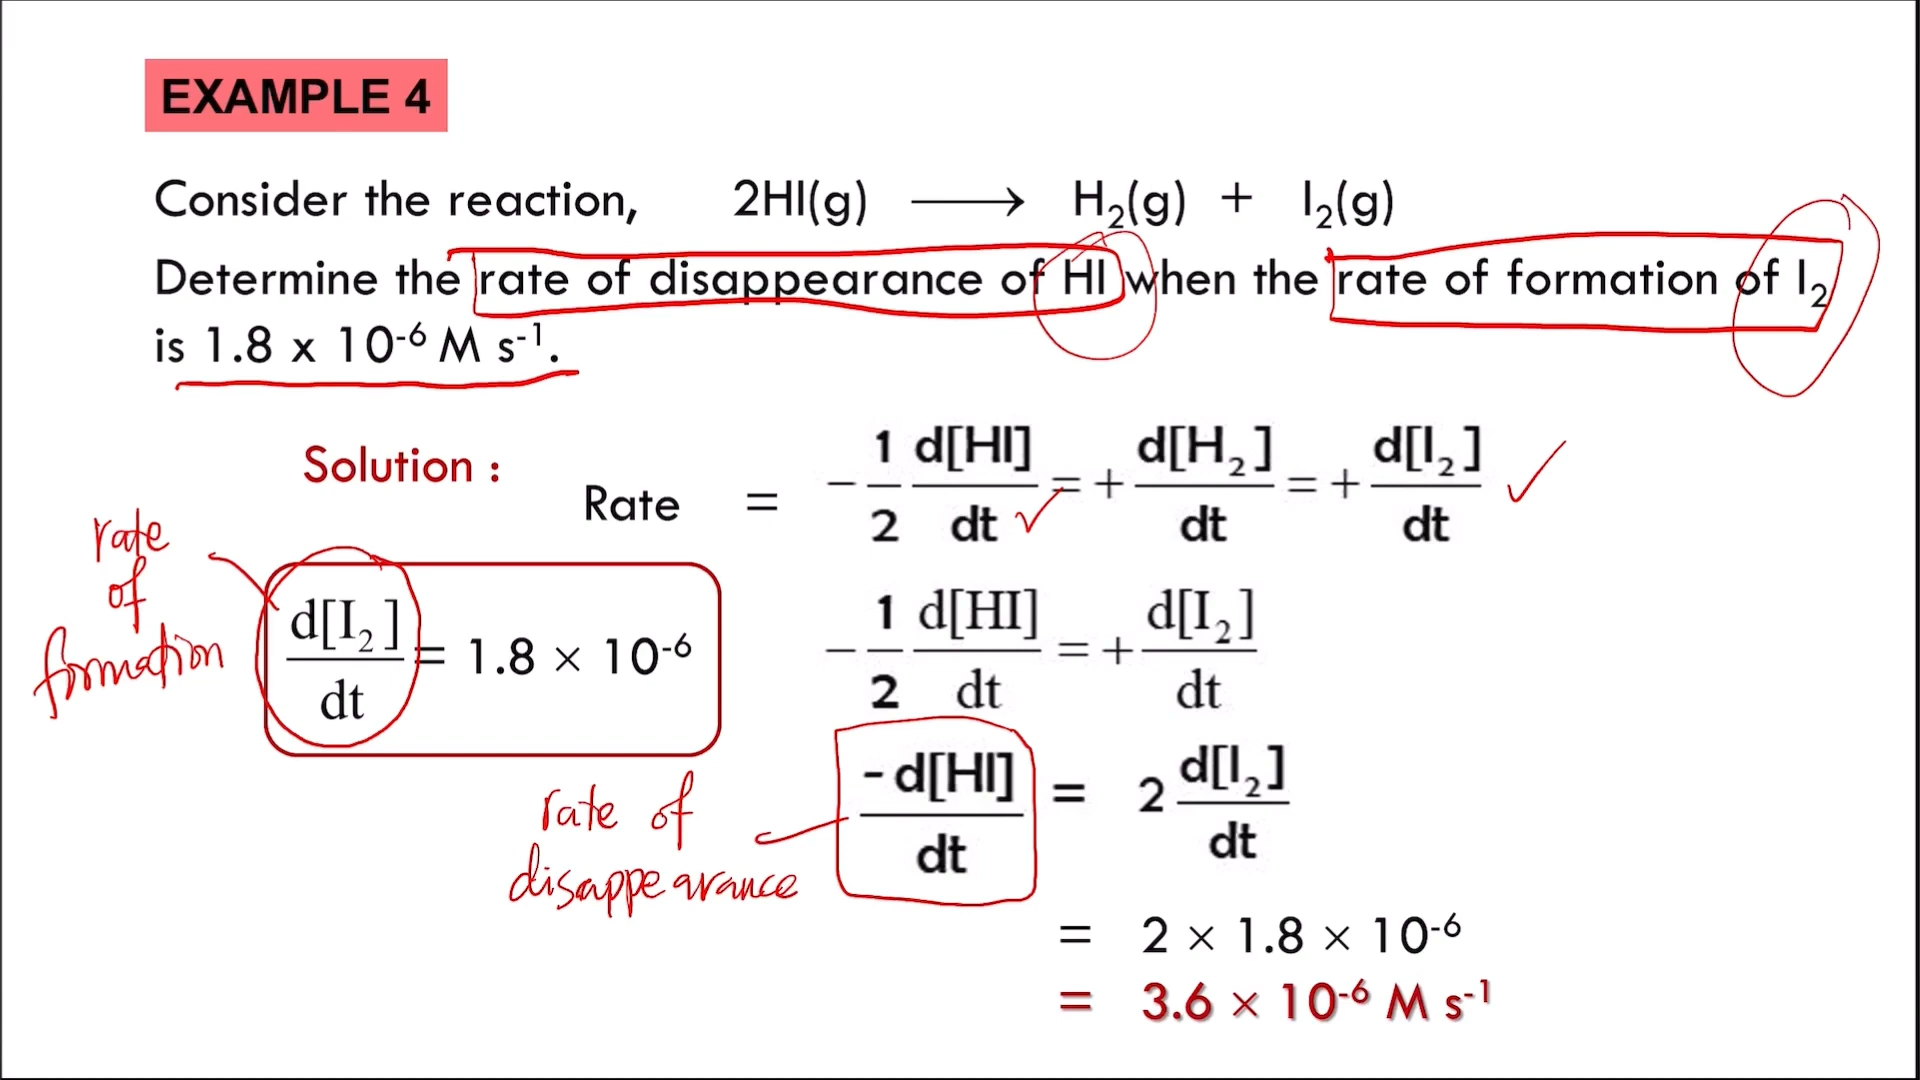 EXAMPLE 4
Consider the reaction, 2HI(g) ⟶ H₂(g) + I₂(g)
Determine the rate of disappearance of HI when the rate of formation of I₂
is 1.8 x 10⁻⁶ M s⁻¹.
Solution :
Rate = - 1/2 d[HI]/dt = + d[H₂]/dt = + d[I₂]/dt
rate
of
formation
d[I₂]/dt = 1.8 × 10⁻⁶
- 1/2 d[HI]/dt = + d[I₂]/dt
rate of
disappearance
-d[HI]/dt = 2 d[I₂]/dt
= 2 × 1.8 × 10⁻⁶
= 3.6 × 10⁻⁶ M s⁻¹